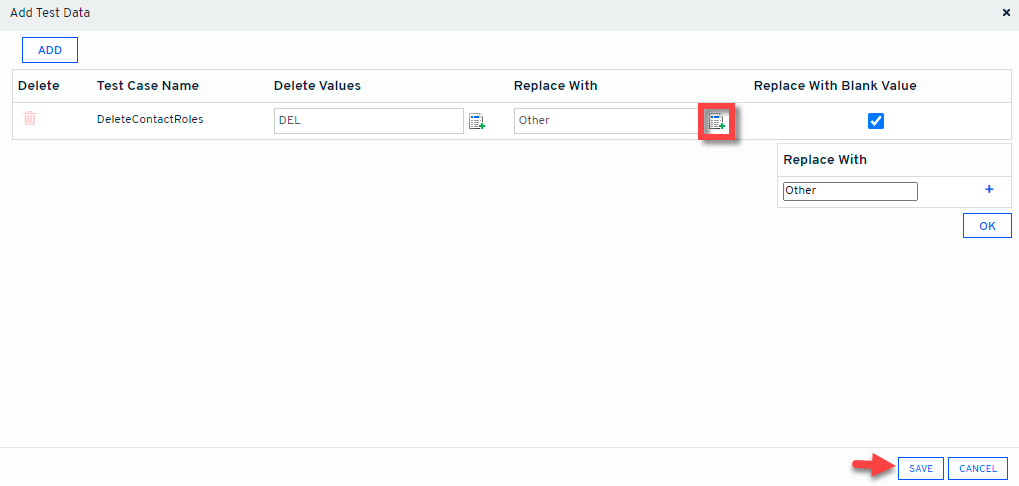 Add Test Data ×
ADD
Delete Test Case Name Delete Values Replace With Replace With Blank Value
DeleteContactRoles DEL Other
Replace With
Other +
OK
SAVE CANCEL